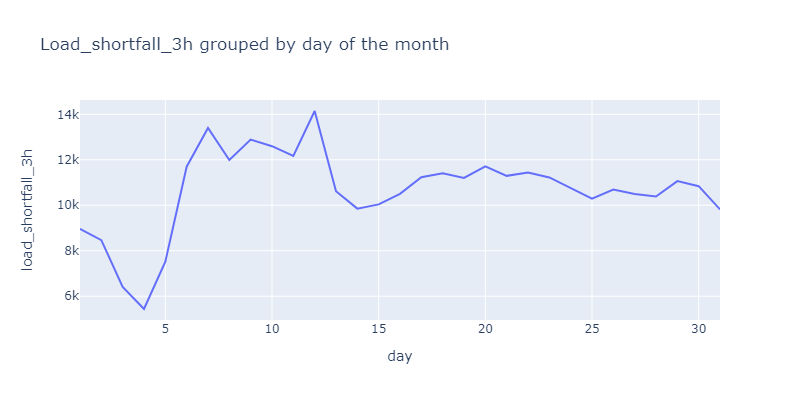 Load_shortfall_3h grouped by day of the month
load_shortfall_3h
14k
12k
10k
8k
6k
5 10 15 20 25 30
day